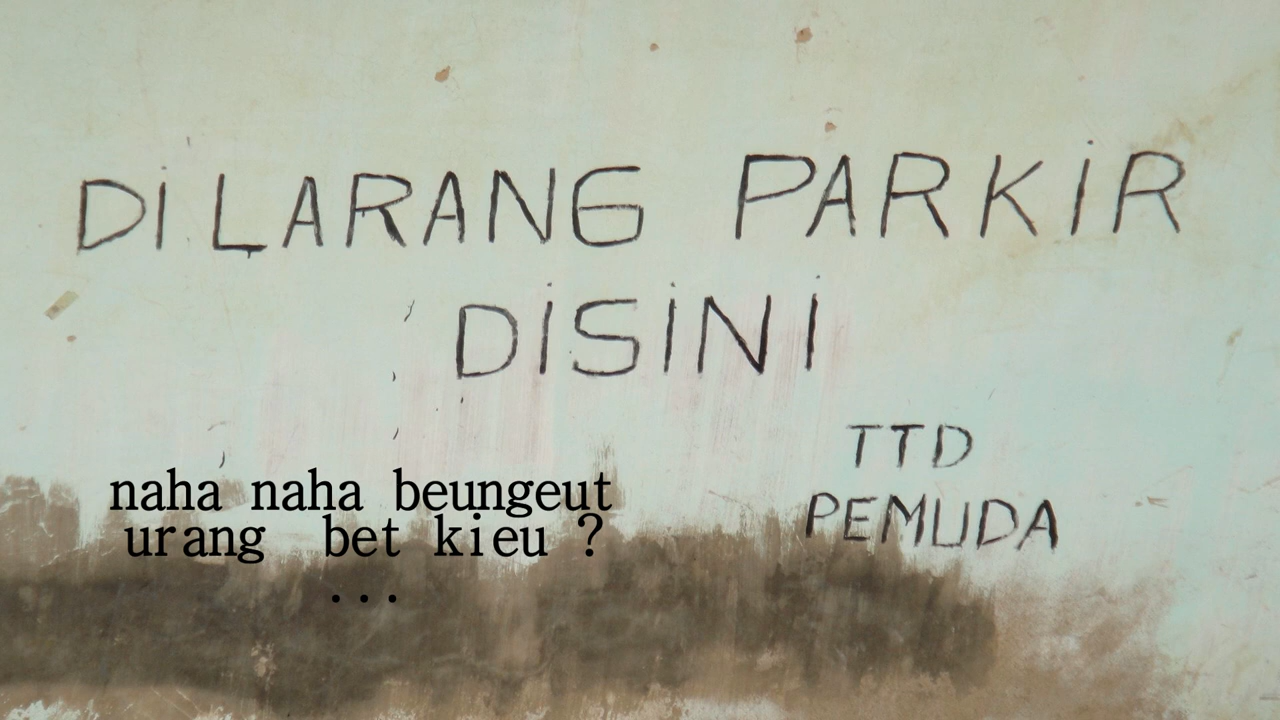 DiLARANG PARKiR
DiSiNi
TTD
PEMUDA
naha naha beungeut
urang bet kieu ?
...